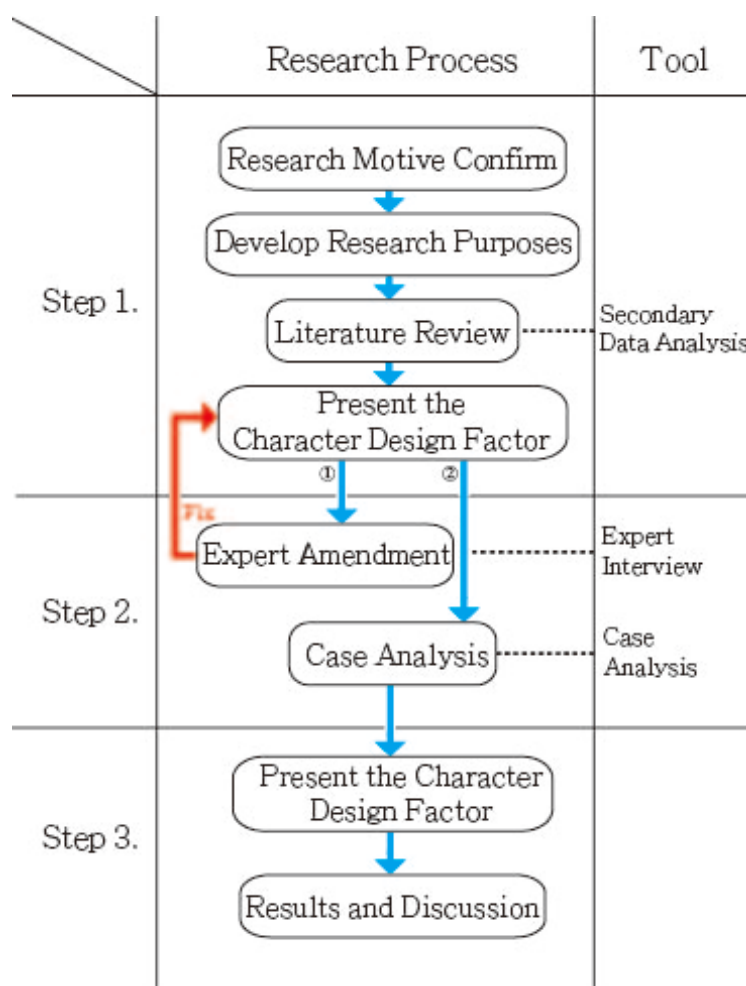 Research Process
Tool
Step 1.
Research Motive Confirm
Develop Research Purposes
Literature Review
Secondary
Data Analysis
Present the
Character Design Factor
①
②
Fix
Step 2.
Expert Amendment
Expert
Interview
Case Analysis
Case
Analysis
Step 3.
Present the Character
Design Factor
Results and Discussion